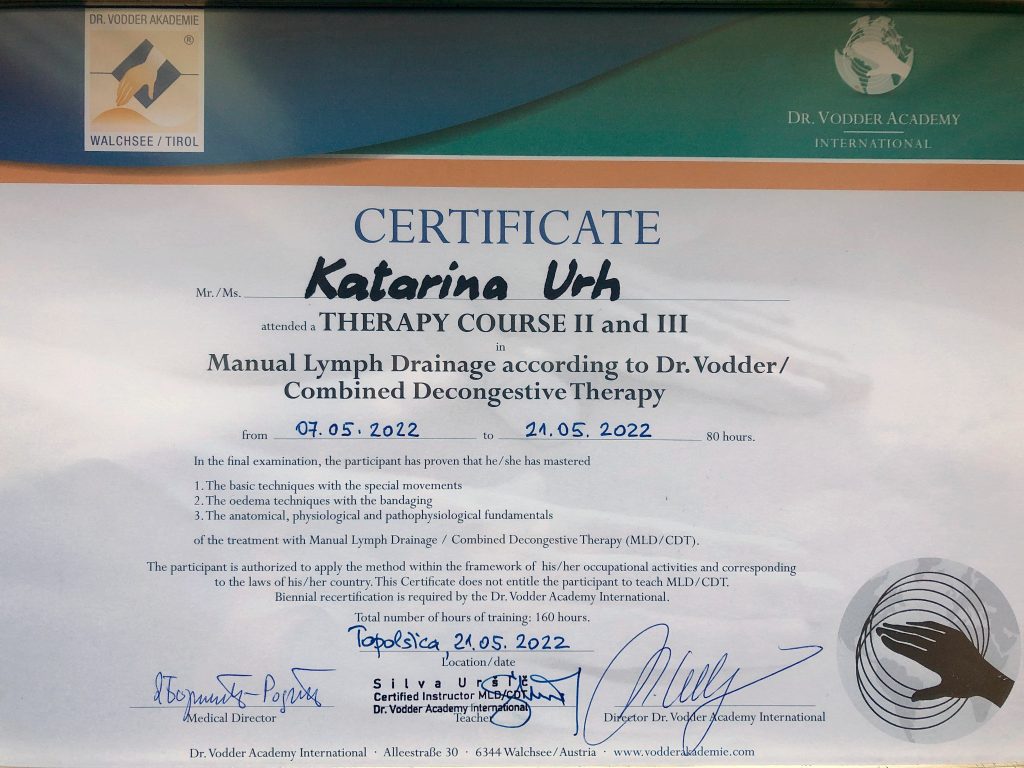 DR. VODDER AKADEMIE
®
WALCHSEE / TIROL
DR. VODDER ACADEMY
INTERNATIONAL
CERTIFICATE
Mr./Ms. Katarina Urh
attended a THERAPY COURSE II and III
in
Manual Lymph Drainage according to Dr. Vodder/
Combined Decongestive Therapy
from 07.05.2022 to 21.05.2022 80 hours.
In the final examination, the participant has proven that he/she has mastered
1. The basic techniques with the special movements
2. The oedema techniques with the bandaging
3. The anatomical, physiological and pathophysiological fundamentals
of the treatment with Manual Lymph Drainage / Combined Decongestive Therapy (MLD/CDT).
The participant is authorized to apply the method within the framework of his/her occupational activities and corresponding
to the laws of his/her country. This Certificate does not entitle the participant to teach MLD/CDT.
Biennial recertification is required by the Dr. Vodder Academy International.
Total number of hours of training: 160 hours.
Topolšica, 21.05.2022
Location/date
Silva Uršič
Certified Instructor MLD/CDT
Dr. Vodder Academy International
Medical Director
Teacher
Director Dr. Vodder Academy International
Dr. Vodder Academy International · Alleestraße 30 · 6344 Walchsee/Austria · www.vodderakademie.com